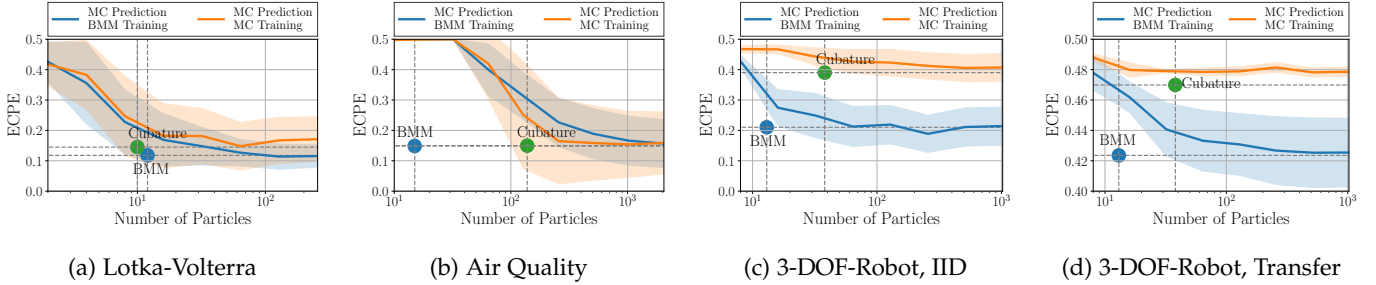 MC Prediction
BMM Training
MC Prediction
MC Training
0.5
0.4
0.3
0.2
0.1
0.0
ECPE
Cubature
BMM
10^1
10^2
Number of Particles
(a) Lotka-Volterra
MC Prediction
BMM Training
MC Prediction
MC Training
0.5
0.4
0.3
0.2
0.1
0.0
ECPE
BMM
Cubature
10^1
10^2
10^3
Number of Particles
(b) Air Quality
MC Prediction
BMM Training
MC Prediction
MC Training
0.5
0.4
0.3
0.2
0.1
0.0
ECPE
Cubature
BMM
10^1
10^2
10^3
Number of Particles
(c) 3-DOF-Robot, IID
MC Prediction
BMM Training
MC Prediction
MC Training
0.50
0.48
0.46
0.44
0.42
0.40
ECPE
Cubature
BMM
10^1
10^2
10^3
Number of Particles
(d) 3-DOF-Robot, Transfer